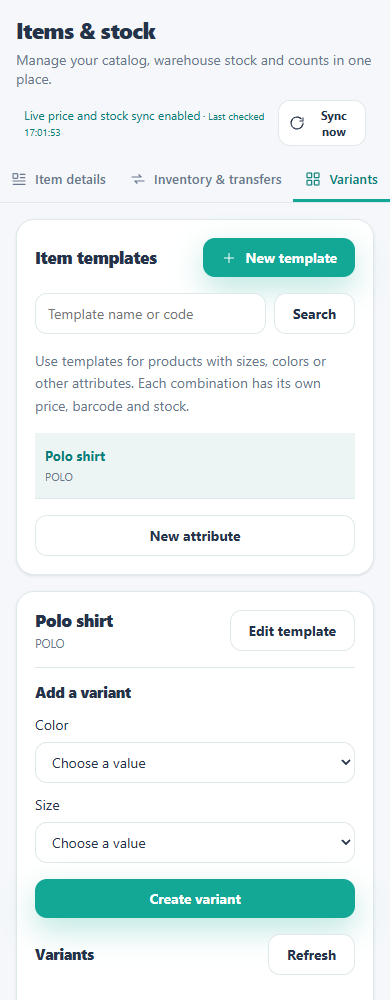 Items & stock
Manage your catalog, warehouse stock and counts in one
place.
Live price and stock sync enabled · Last checked
17:01:53
Sync
now
Item details
Inventory & transfers
Variants
Item templates
+ New template
Template name or code
Search
Use templates for products with sizes, colors or
other attributes. Each combination has its own
price, barcode and stock.
Polo shirt
POLO
New attribute
Polo shirt
POLO
Edit template
Add a variant
Color
Choose a value
Size
Choose a value
Create variant
Variants
Refresh